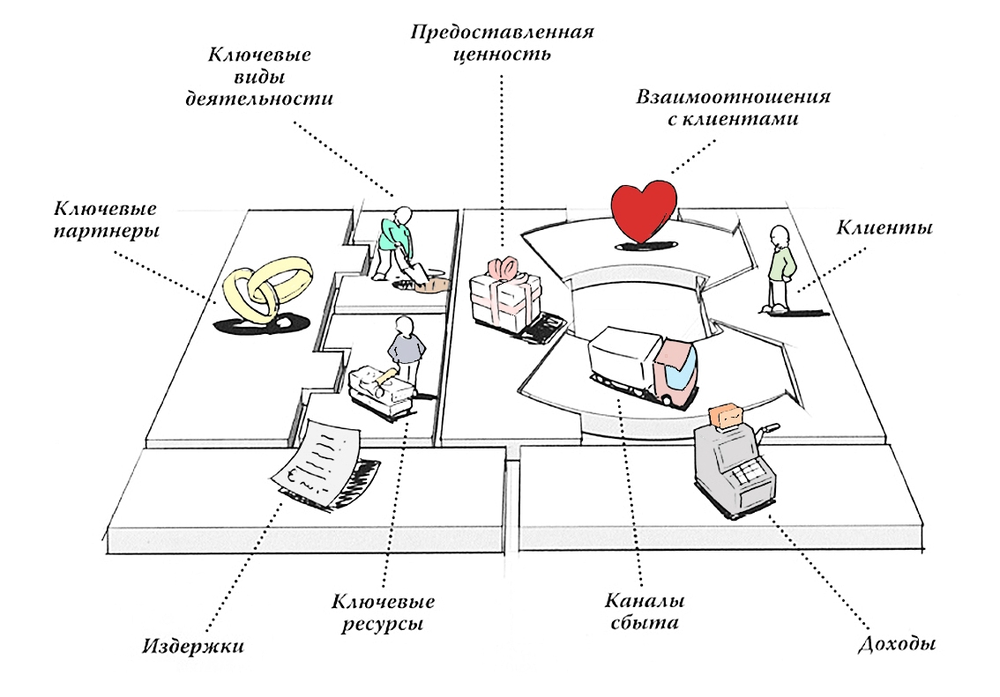 Предоставленная
ценность
Ключевые
виды
деятельности
Взаимоотношения
с клиентами
Ключевые
партнеры
Клиенты
Ключевые
ресурсы
Каналы
сбыта
Издержки
Доходы